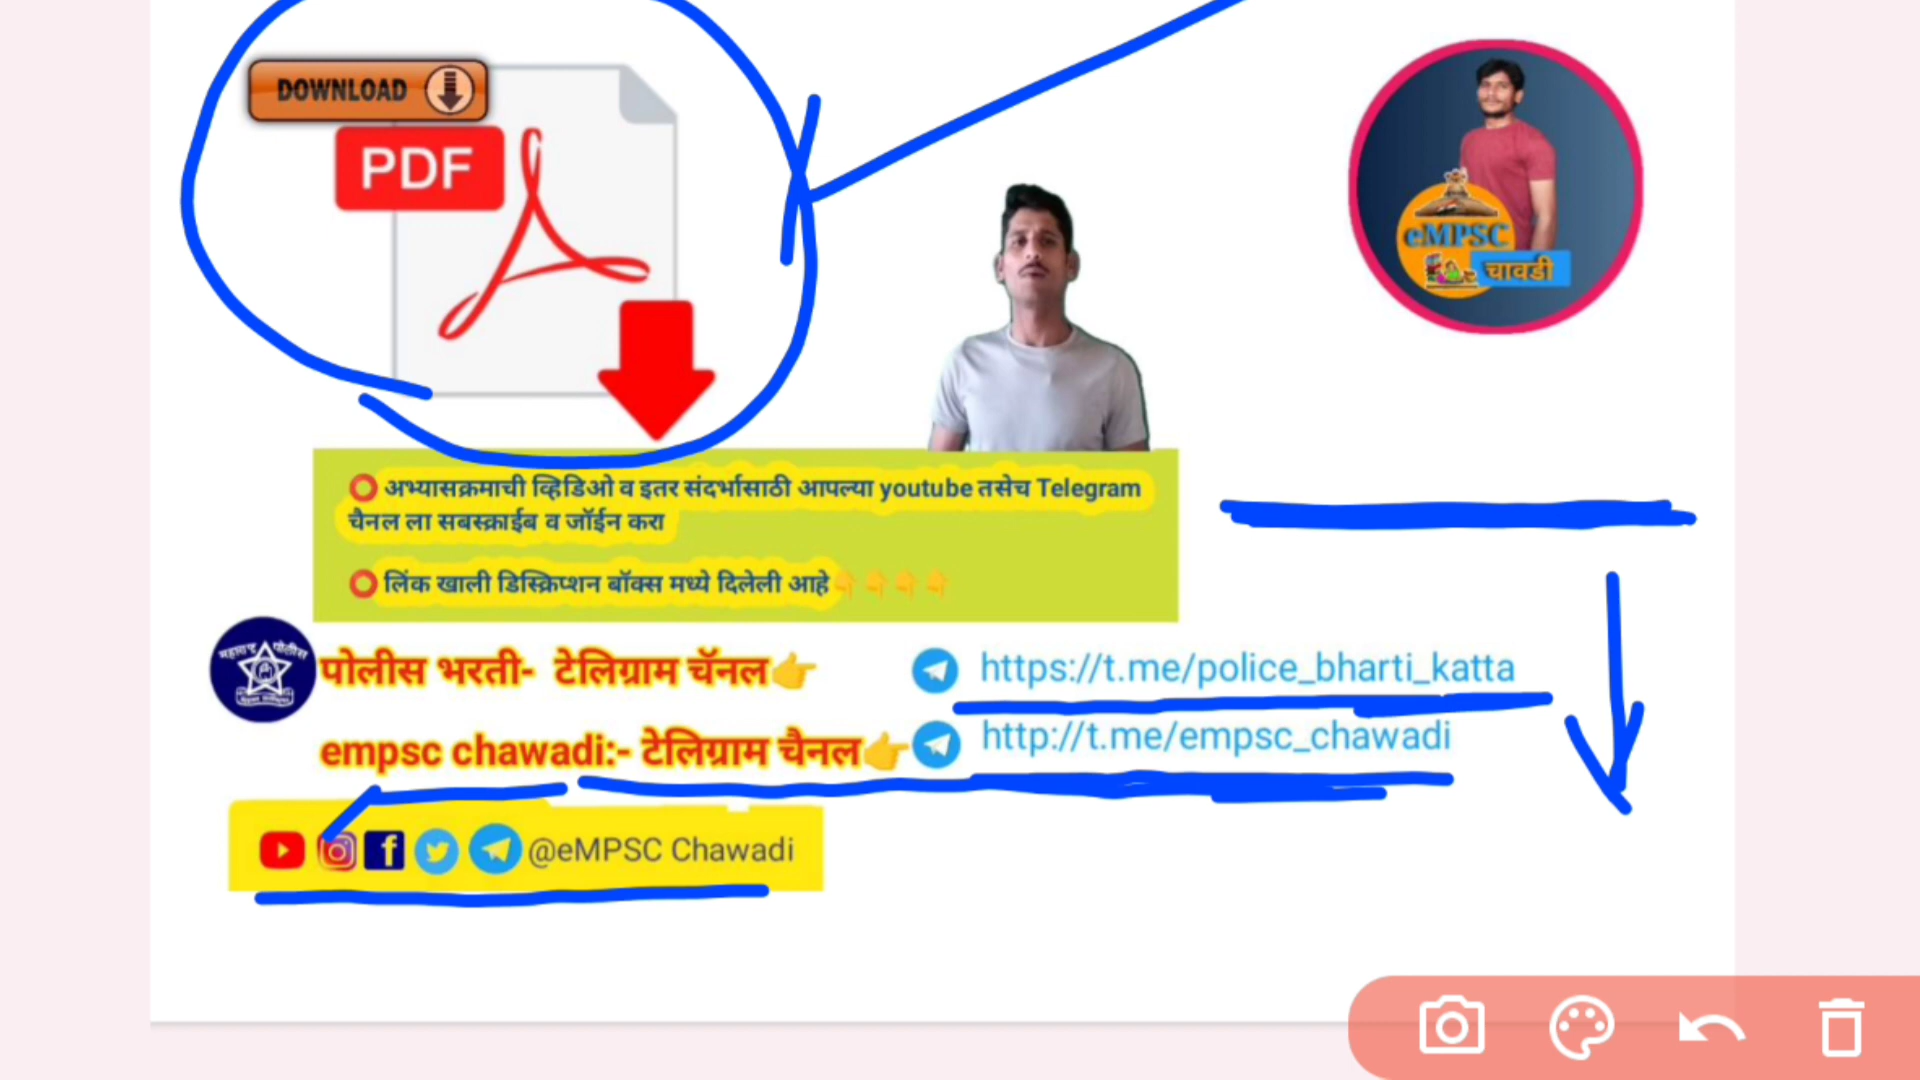 DOWNLOAD
PDF
eMPSC
चावडी
⭕ अभ्यासक्रमाची व्हिडिओ व इतर संदर्भासाठी आपल्या youtube तसेच Telegram
चैनल ला सबस्क्राईब व जॉईन करा
⭕ लिंक खाली डिस्क्रिप्शन बॉक्स मध्ये दिलेली आहे👇👇👇👇
महाराष्ट्र पोलीस
पोलीस भरती- टेलिग्राम चॅनल👉 https://t.me/police_bharti_katta
empsc chawadi:- टेलिग्राम चैनल👉 http://t.me/empsc_chawadi
@eMPSC Chawadi